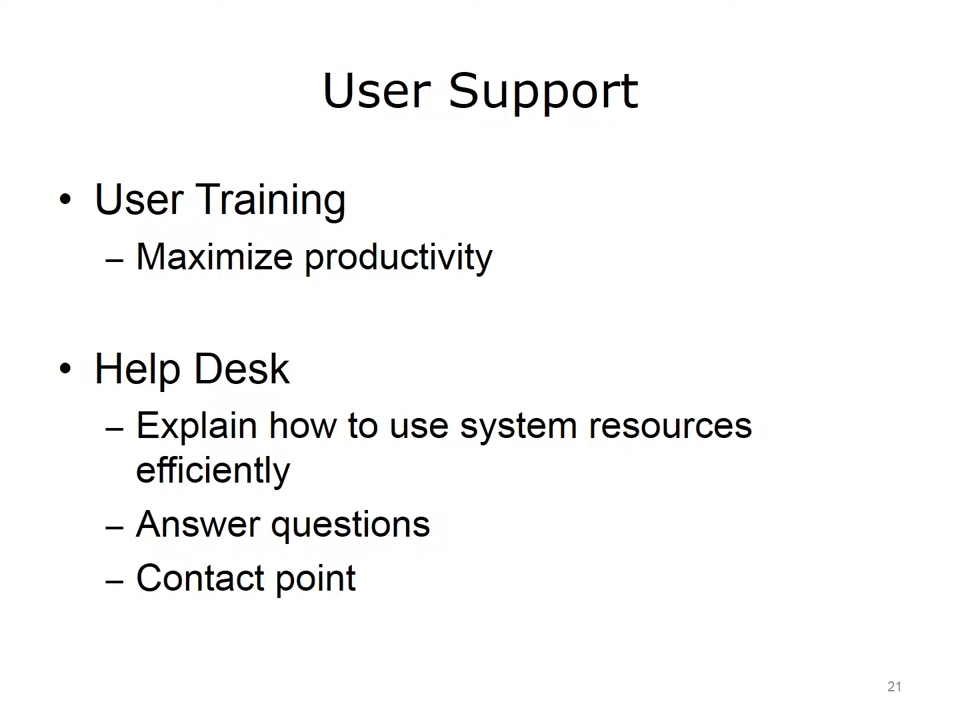 User Support
• User Training
– Maximize productivity
• Help Desk
– Explain how to use system resources
efficiently
– Answer questions
– Contact point
21